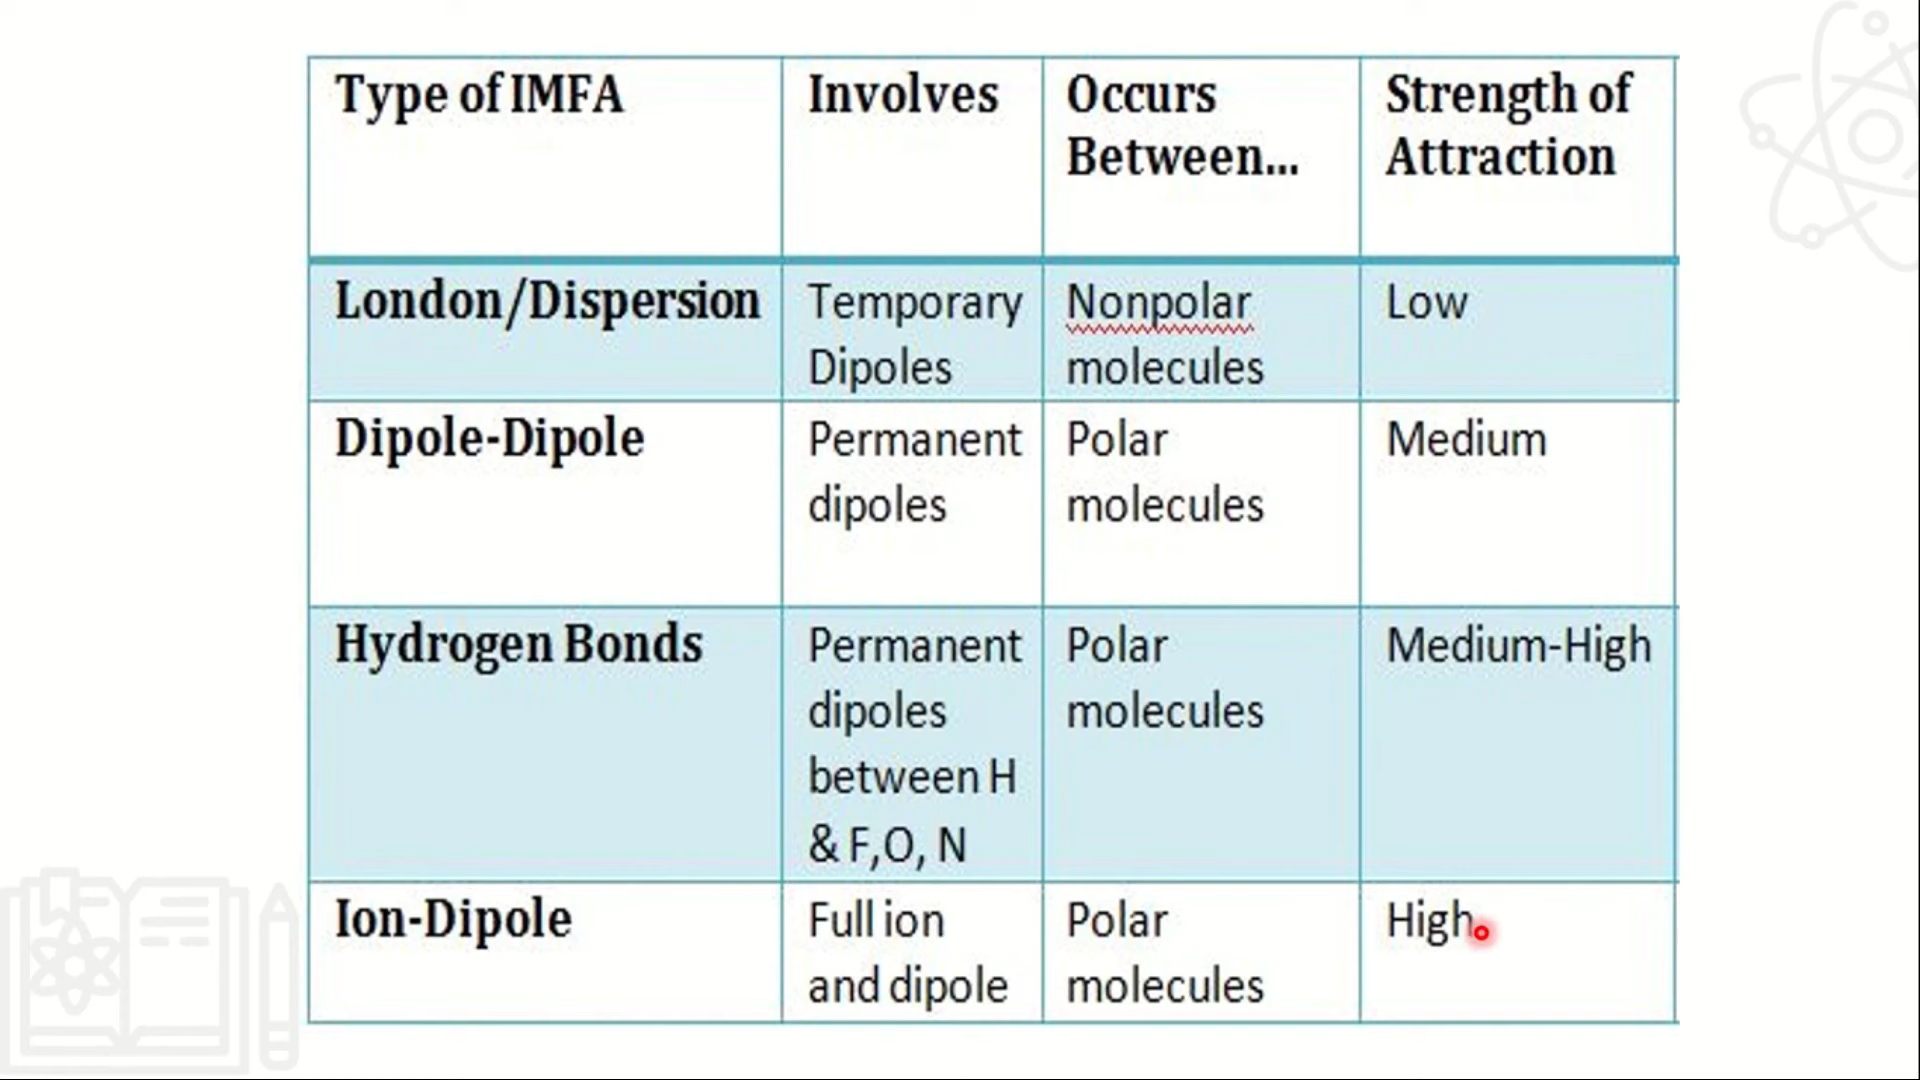 Type of IMFA
Involves
Occurs
Between...
Strength of
Attraction
London/Dispersion
Temporary
Dipoles
Nonpolar
molecules
Low
Dipole-Dipole
Permanent
dipoles
Polar
molecules
Medium
Hydrogen Bonds
Permanent
dipoles
between H
& F,O, N
Polar
molecules
Medium-High
Ion-Dipole
Full ion
and dipole
Polar
molecules
High